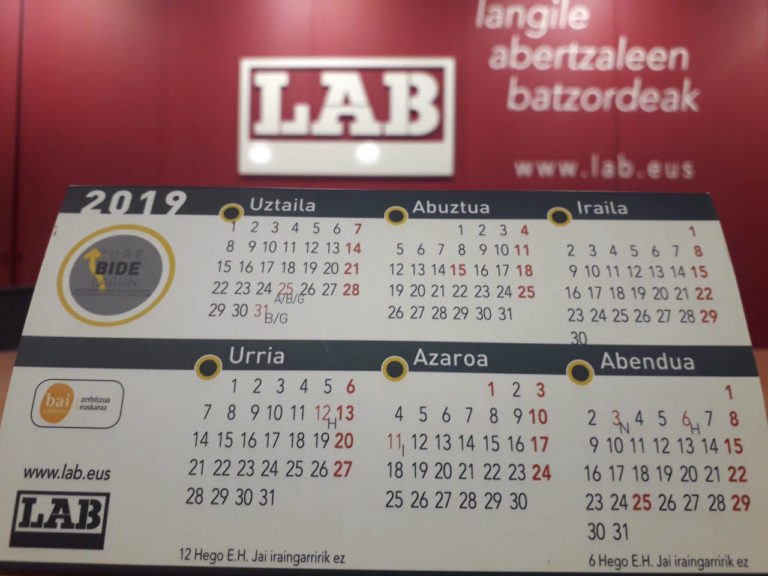 langile
abertzaleen
batzordeak
LAB
www.lab.eus
2019
Uztaila
1 2 3 4 5 6 7
8 9 10 11 12 13 14
15 16 17 18 19 20 21
22 23 24 25 26 27 28
A/B/G
29 30 31
B/G
Abuztua
1 2 3 4
5 6 7 8 9 10 11
12 13 14 15 16 17 18
19 20 21 22 23 24 25
26 27 28 29 30 31
Iraila
1
2 3 4 5 6 7 8
9 10 11 12 13 14 15
16 17 18 19 20 21 22
23 24 25 26 27 28 29
30
ZURE
BIDE
LAGUN
Urria
1 2 3 4 5 6
7 8 9 10 11 12 13
H
14 15 16 17 18 19 20
21 22 23 24 25 26 27
28 29 30 31
Azaroa
1 2 3
4 5 6 7 8 9 10
11 12 13 14 15 16 17
I
18 19 20 21 22 23 24
25 26 27 28 29 30
Abendua
1
2 3 4 5 6 7 8
N H
9 10 11 12 13 14 15
16 17 18 19 20 21 22
23 24 25 26 27 28 29
30 31
bai
zerbitzua
euskaraz
www.lab.eus
LAB
12 Hego E.H. Jai iraingarririk ez
6 Hego E.H. Jai iraingarririk ez